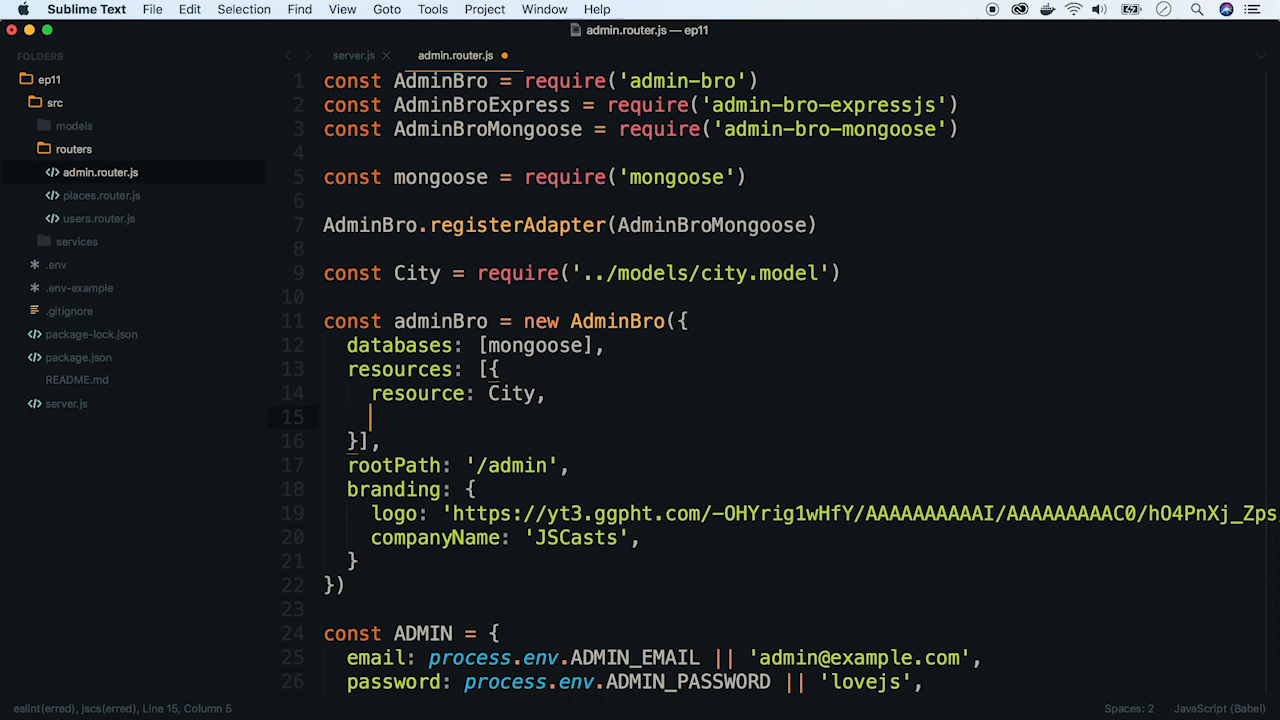 Sublime Text File Edit Selection Find View Goto Tools Project Window Help
admin.router.js — ep11
FOLDERS
ep11
src
models
routers
admin.router.js
places.router.js
users.router.js
services
.env
.env-example
.gitignore
package-lock.json
package.json
README.md
server.js
server.js admin.router.js
1 const AdminBro = require('admin-bro')
2 const AdminBroExpress = require('admin-bro-expressjs')
3 const AdminBroMongoose = require('admin-bro-mongoose')
4
5 const mongoose = require('mongoose')
6
7 AdminBro.registerAdapter(AdminBroMongoose)
8
9 const City = require('../models/city.model')
10
11 const adminBro = new AdminBro({
12 databases: [mongoose],
13 resources: [{
14 resource: City,
15
16 }],
17 rootPath: '/admin',
18 branding: {
19 logo: 'https://yt3.ggpht.com/-OHYrig1wHfY/AAAAAAAAAAI/AAAAAAAAAC0/hO4PnXj_Zps
20 companyName: 'JSCasts',
21 }
22 })
23
24 const ADMIN = {
25 email: process.env.ADMIN_EMAIL || 'admin@example.com',
26 password: process.env.ADMIN_PASSWORD || 'lovejs',
eslint(erred), jscs(erred), Line 15, Column 5 Spaces: 2 JavaScript (Babel)